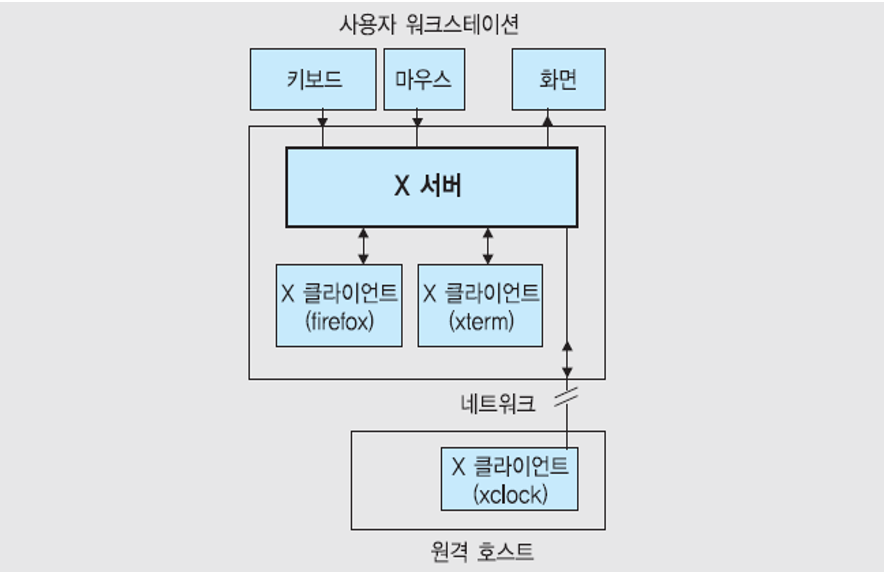 사용자 워크스테이션
키보드
마우스
화면
X 서버
X 클라이언트
(firefox)
X 클라이언트
(xterm)
네트워크
X 클라이언트
(xclock)
원격 호스트